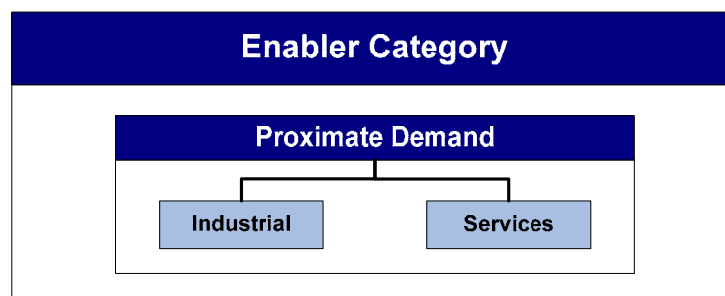 Enabler Category
Proximate Demand
Industrial
Services